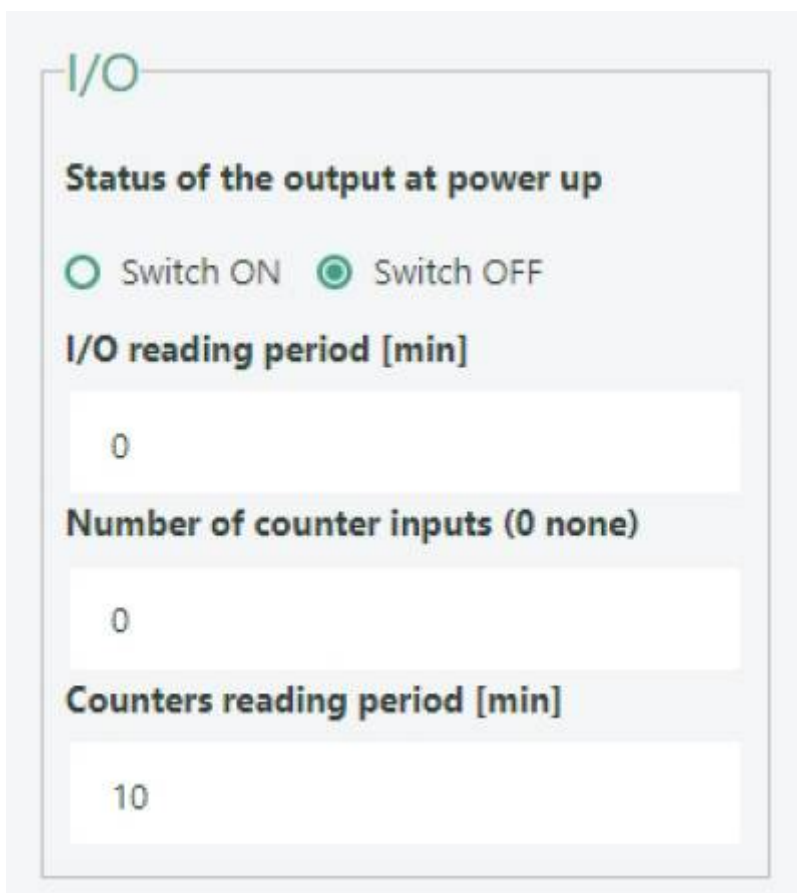 I/O
Status of the output at power up
Switch ON Switch OFF
I/O reading period [min]
0
Number of counter inputs (0 none)
0
Counters reading period [min]
10